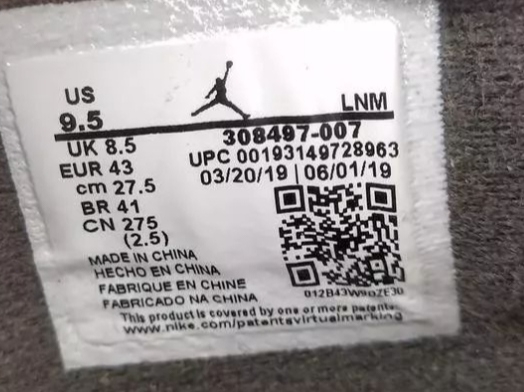 US
9.5
LNM
UK 8.5
308497-007
EUR 43
UPC 00193149728963
cm 27.5
03/20/19 | 06/01/19
BR 41
CN 275
(2.5)
MADE IN CHINA
HECHO EN CHINA
FABRIQUE EN CHINE
FABRICADO NA CHINA
This product is covered by one or more patents.
www.nike.com/patentsvirtualmarking